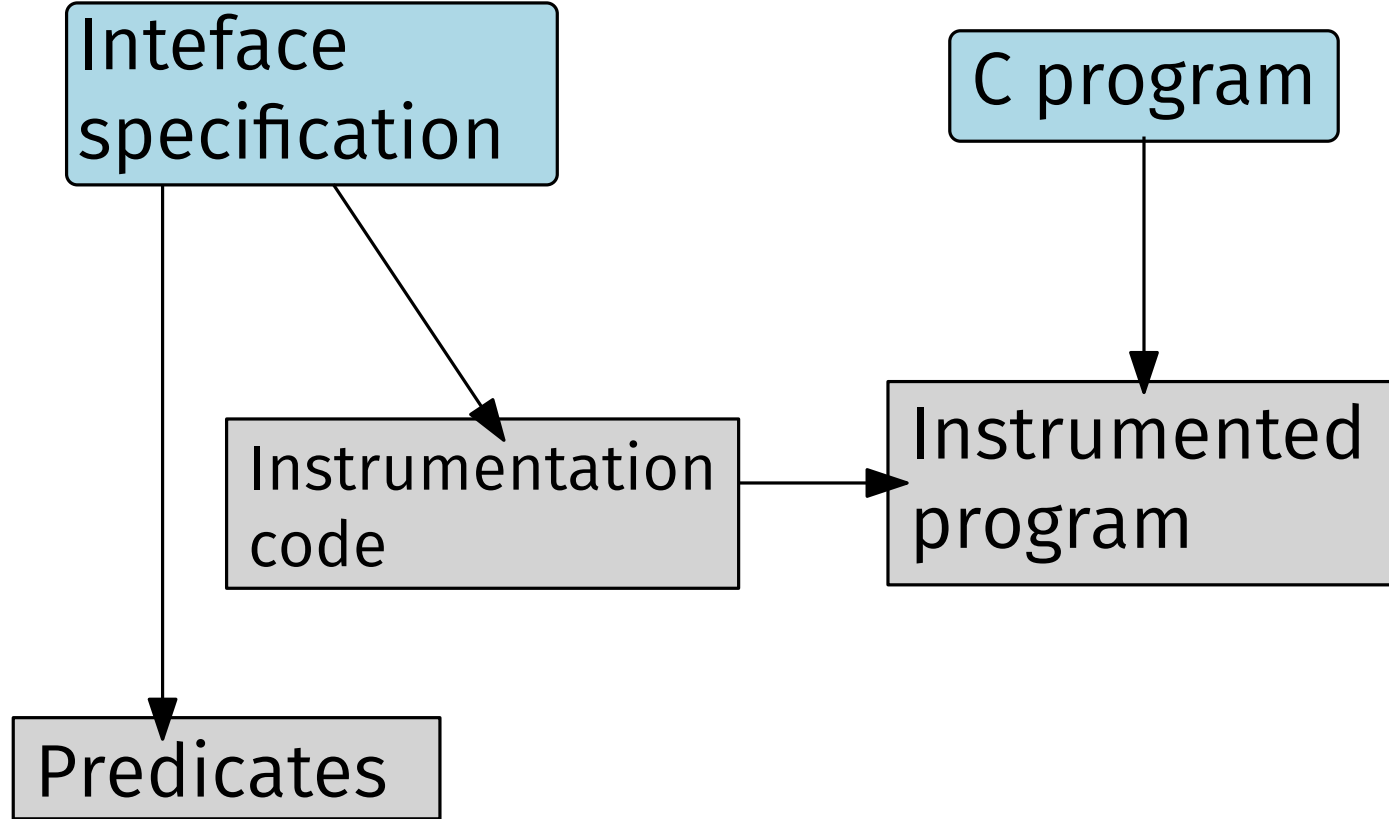 Inteface
specification
C program
Instrumentation
code
Instrumented
program
Predicates